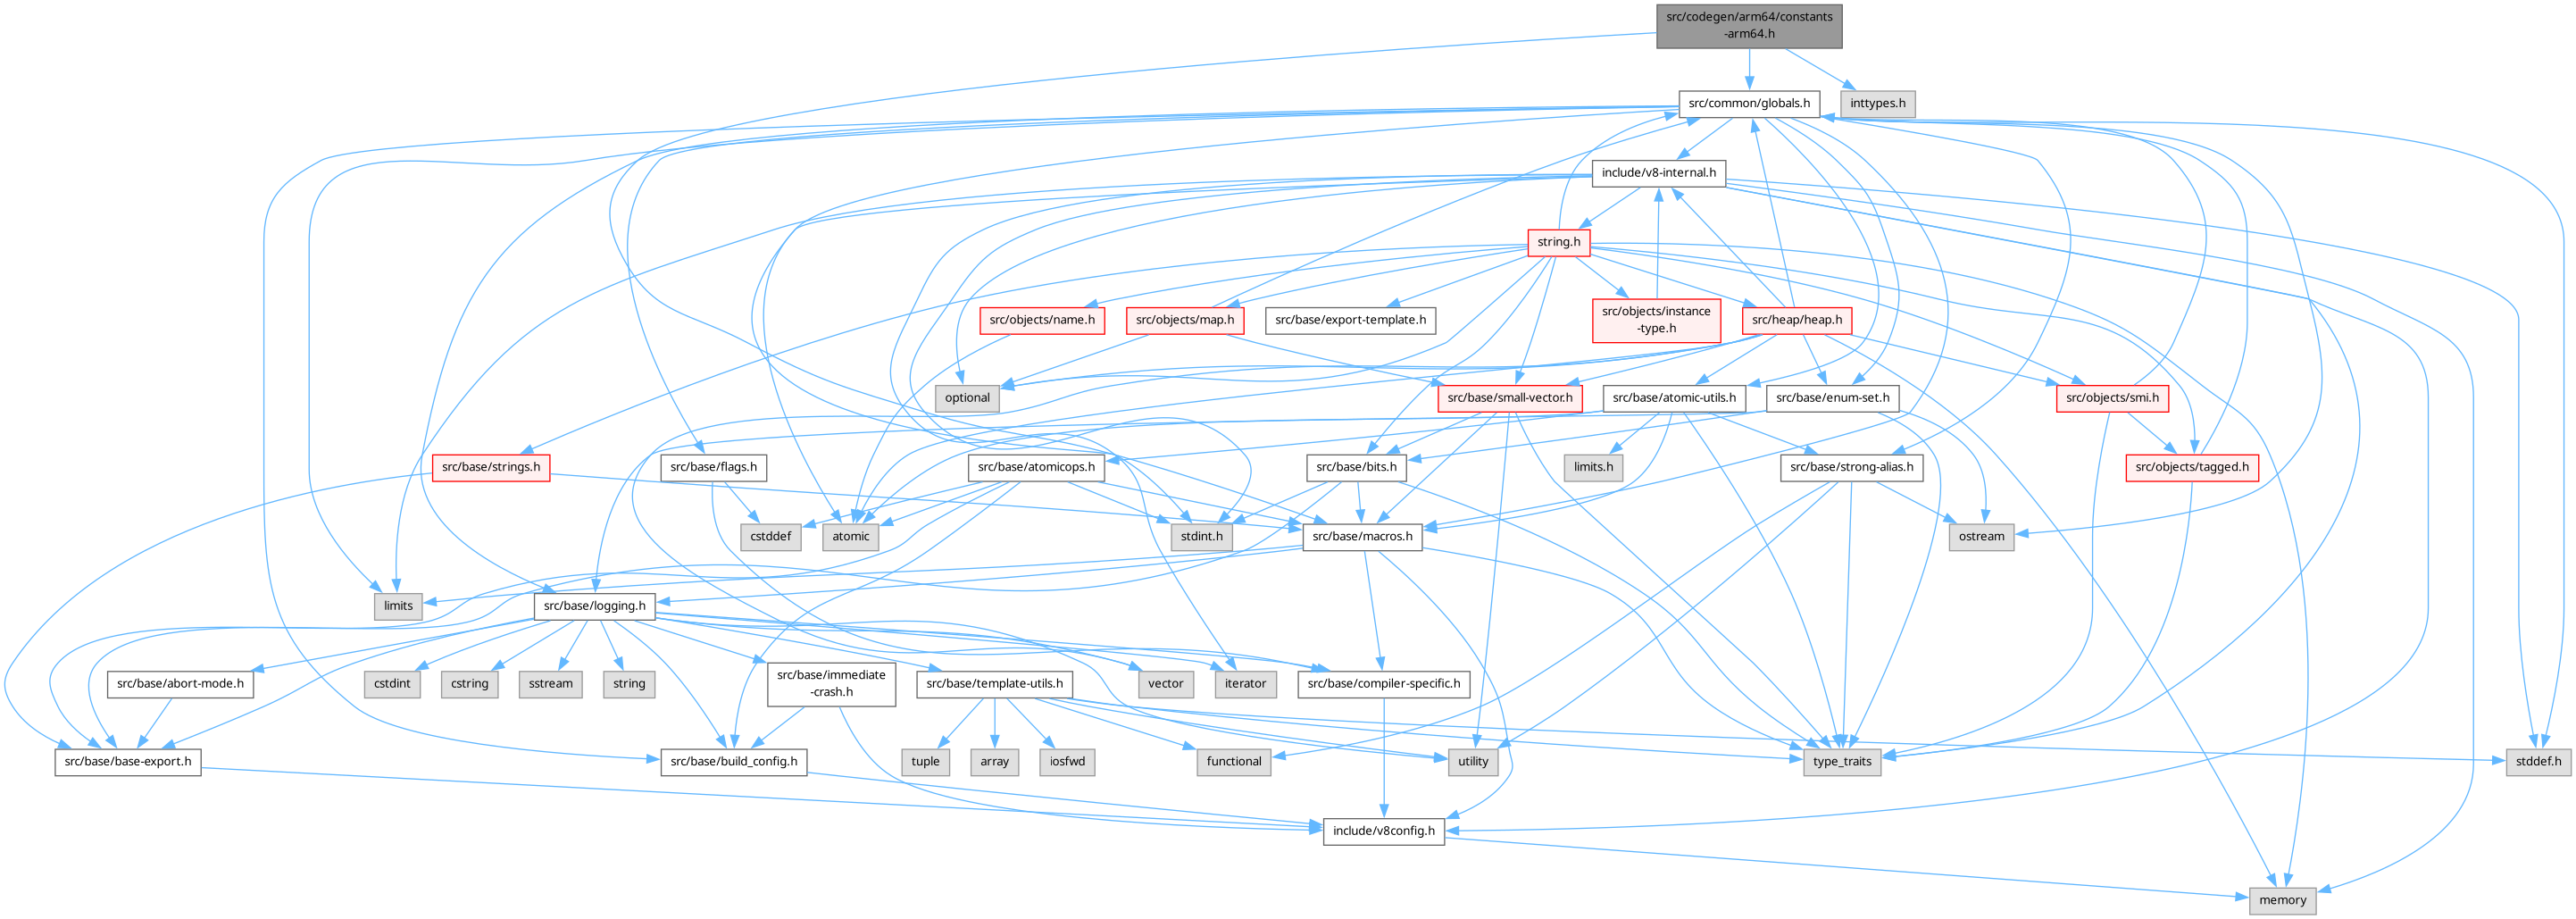 src/codegen/arm64/constants
-arm64.h
src/common/globals.h
inttypes.h
include/v8-internal.h
string.h
src/objects/name.h
src/objects/map.h
src/base/export-template.h
src/objects/instance
-type.h
src/heap/heap.h
optional
src/base/small-vector.h
src/base/atomic-utils.h
src/base/enum-set.h
src/objects/smi.h
src/base/strings.h
src/base/flags.h
src/base/atomicops.h
src/base/bits.h
limits.h
src/base/strong-alias.h
src/objects/tagged.h
cstddef
atomic
stdint.h
src/base/macros.h
ostream
limits
src/base/logging.h
src/base/abort-mode.h
cstdint
cstring
sstream
string
src/base/immediate
-crash.h
src/base/template-utils.h
vector
iterator
src/base/compiler-specific.h
src/base/base-export.h
src/base/build_config.h
tuple
array
iosfwd
functional
utility
type_traits
stddef.h
include/v8config.h
memory